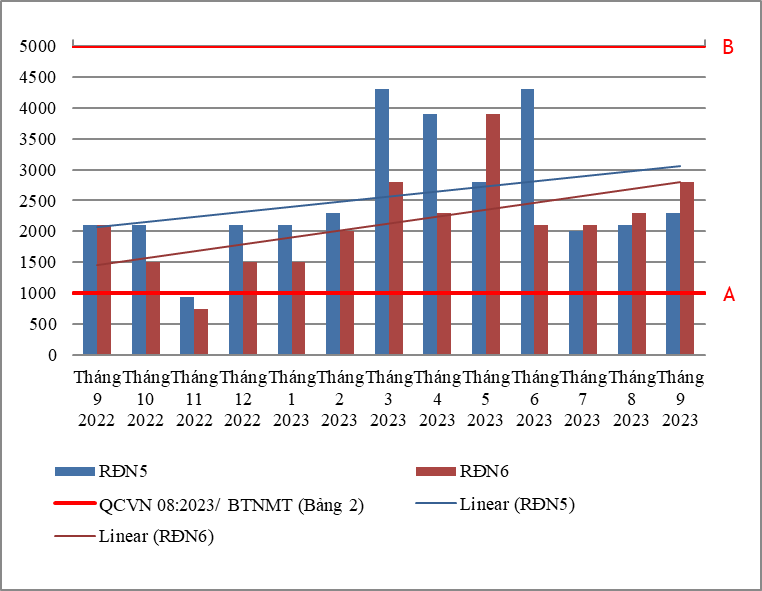 B
5000
4500
4000
3500
3000
2500
2000
1500
1000
A
500
0
Tháng Tháng Tháng Tháng Tháng Tháng Tháng Tháng Tháng Tháng Tháng Tháng Tháng
9 10 11 12 1 2 3 4 5 6 7 8 9
2022 2022 2022 2022 2023 2023 2023 2023 2023 2023 2023 2023 2023
RĐN5 RĐN6
QCVN 08:2023/ BTNMT (Bảng 2) Linear (RĐN5)
Linear (RĐN6)